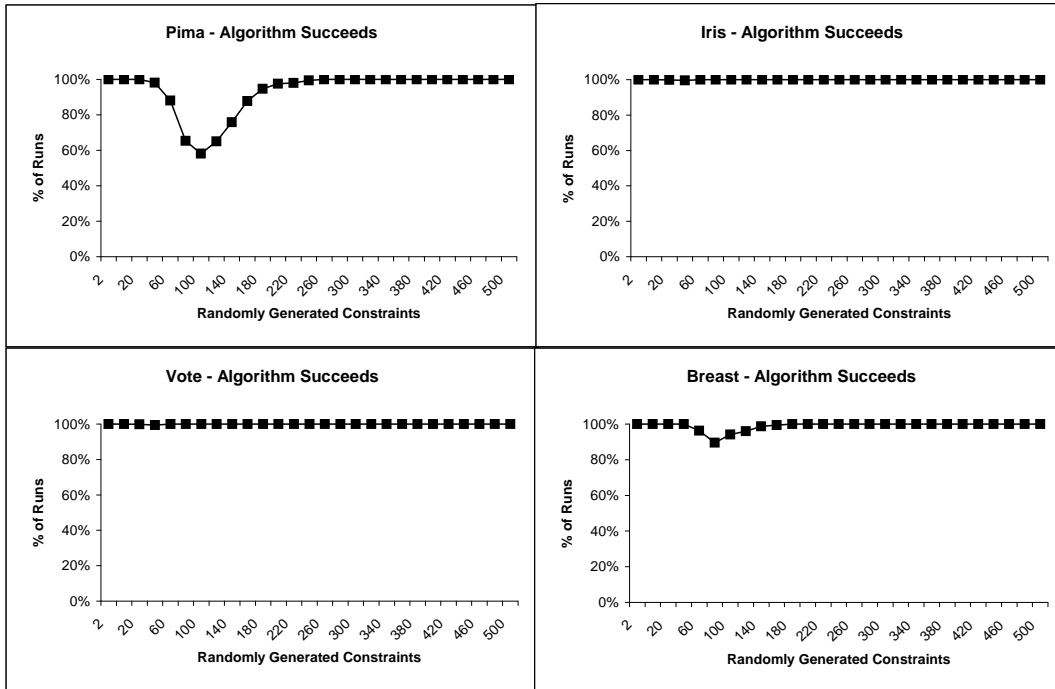 Pima - Algorithm Succeeds
100%
80%
60%
40%
20%
0%
% of Runs
2 20 60 100 140 180 220 260 300 340 380 420 460 500
Randomly Generated Constraints
Iris - Algorithm Succeeds
100%
80%
60%
40%
20%
0%
% of Runs
2 20 60 100 140 180 220 260 300 340 380 420 460 500
Randomly Generated Constraints
Vote - Algorithm Succeeds
100%
80%
60%
40%
20%
0%
% of Runs
2 20 60 100 140 180 220 260 300 340 380 420 460 500
Randomly Generated Constraints
Breast - Algorithm Succeeds
100%
80%
60%
40%
20%
0%
% of Runs
2 20 60 100 140 180 220 260 300 340 380 420 460 500
Randomly Generated Constraints